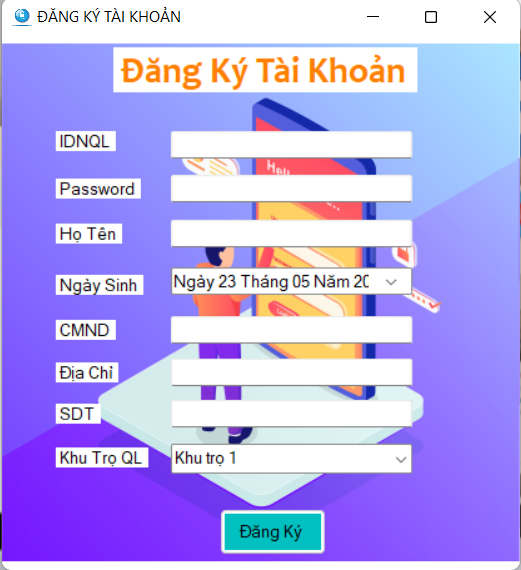 ĐĂNG KÝ TÀI KHOẢN
Đăng Ký Tài Khoản
IDNQL
Hell
Password
Họ Tên
Ngày Sinh Ngày 23 Tháng 05 Năm 20
CMND
Địa Chỉ
SDT
Khu Trọ QL Khu trọ 1
Đăng Ký